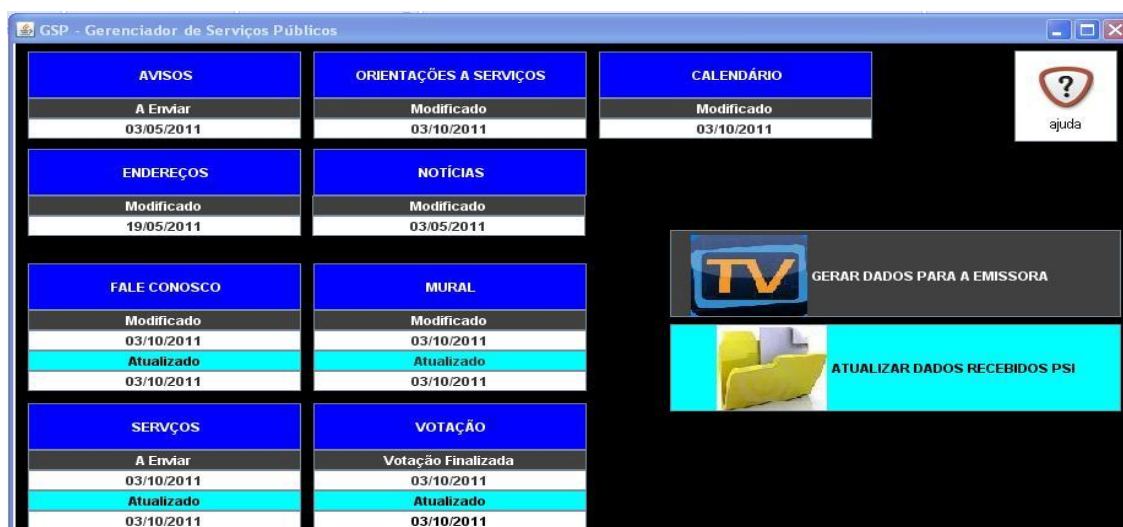 GSP - Gerenciador de Serviços Públicos
AVISOS
A Enviar
03/05/2011
ORIENTAÇÕES A SERVIÇOS
Modificado
03/10/2011
CALENDÁRIO
Modificado
03/10/2011
?
ajuda
ENDEREÇOS
Modificado
19/05/2011
NOTÍCIAS
Modificado
03/05/2011
TV
GERAR DADOS PARA A EMISSORA
FALE CONOSCO
Modificado
03/10/2011
Atualizado
03/10/2011
MURAL
Modificado
03/10/2011
Atualizado
03/10/2011
ATUALIZAR DADOS RECEBIDOS PSI
SERVÇOS
A Enviar
03/10/2011
Atualizado
03/10/2011
VOTAÇÃO
Votação Finalizada
03/10/2011
Atualizado
03/10/2011